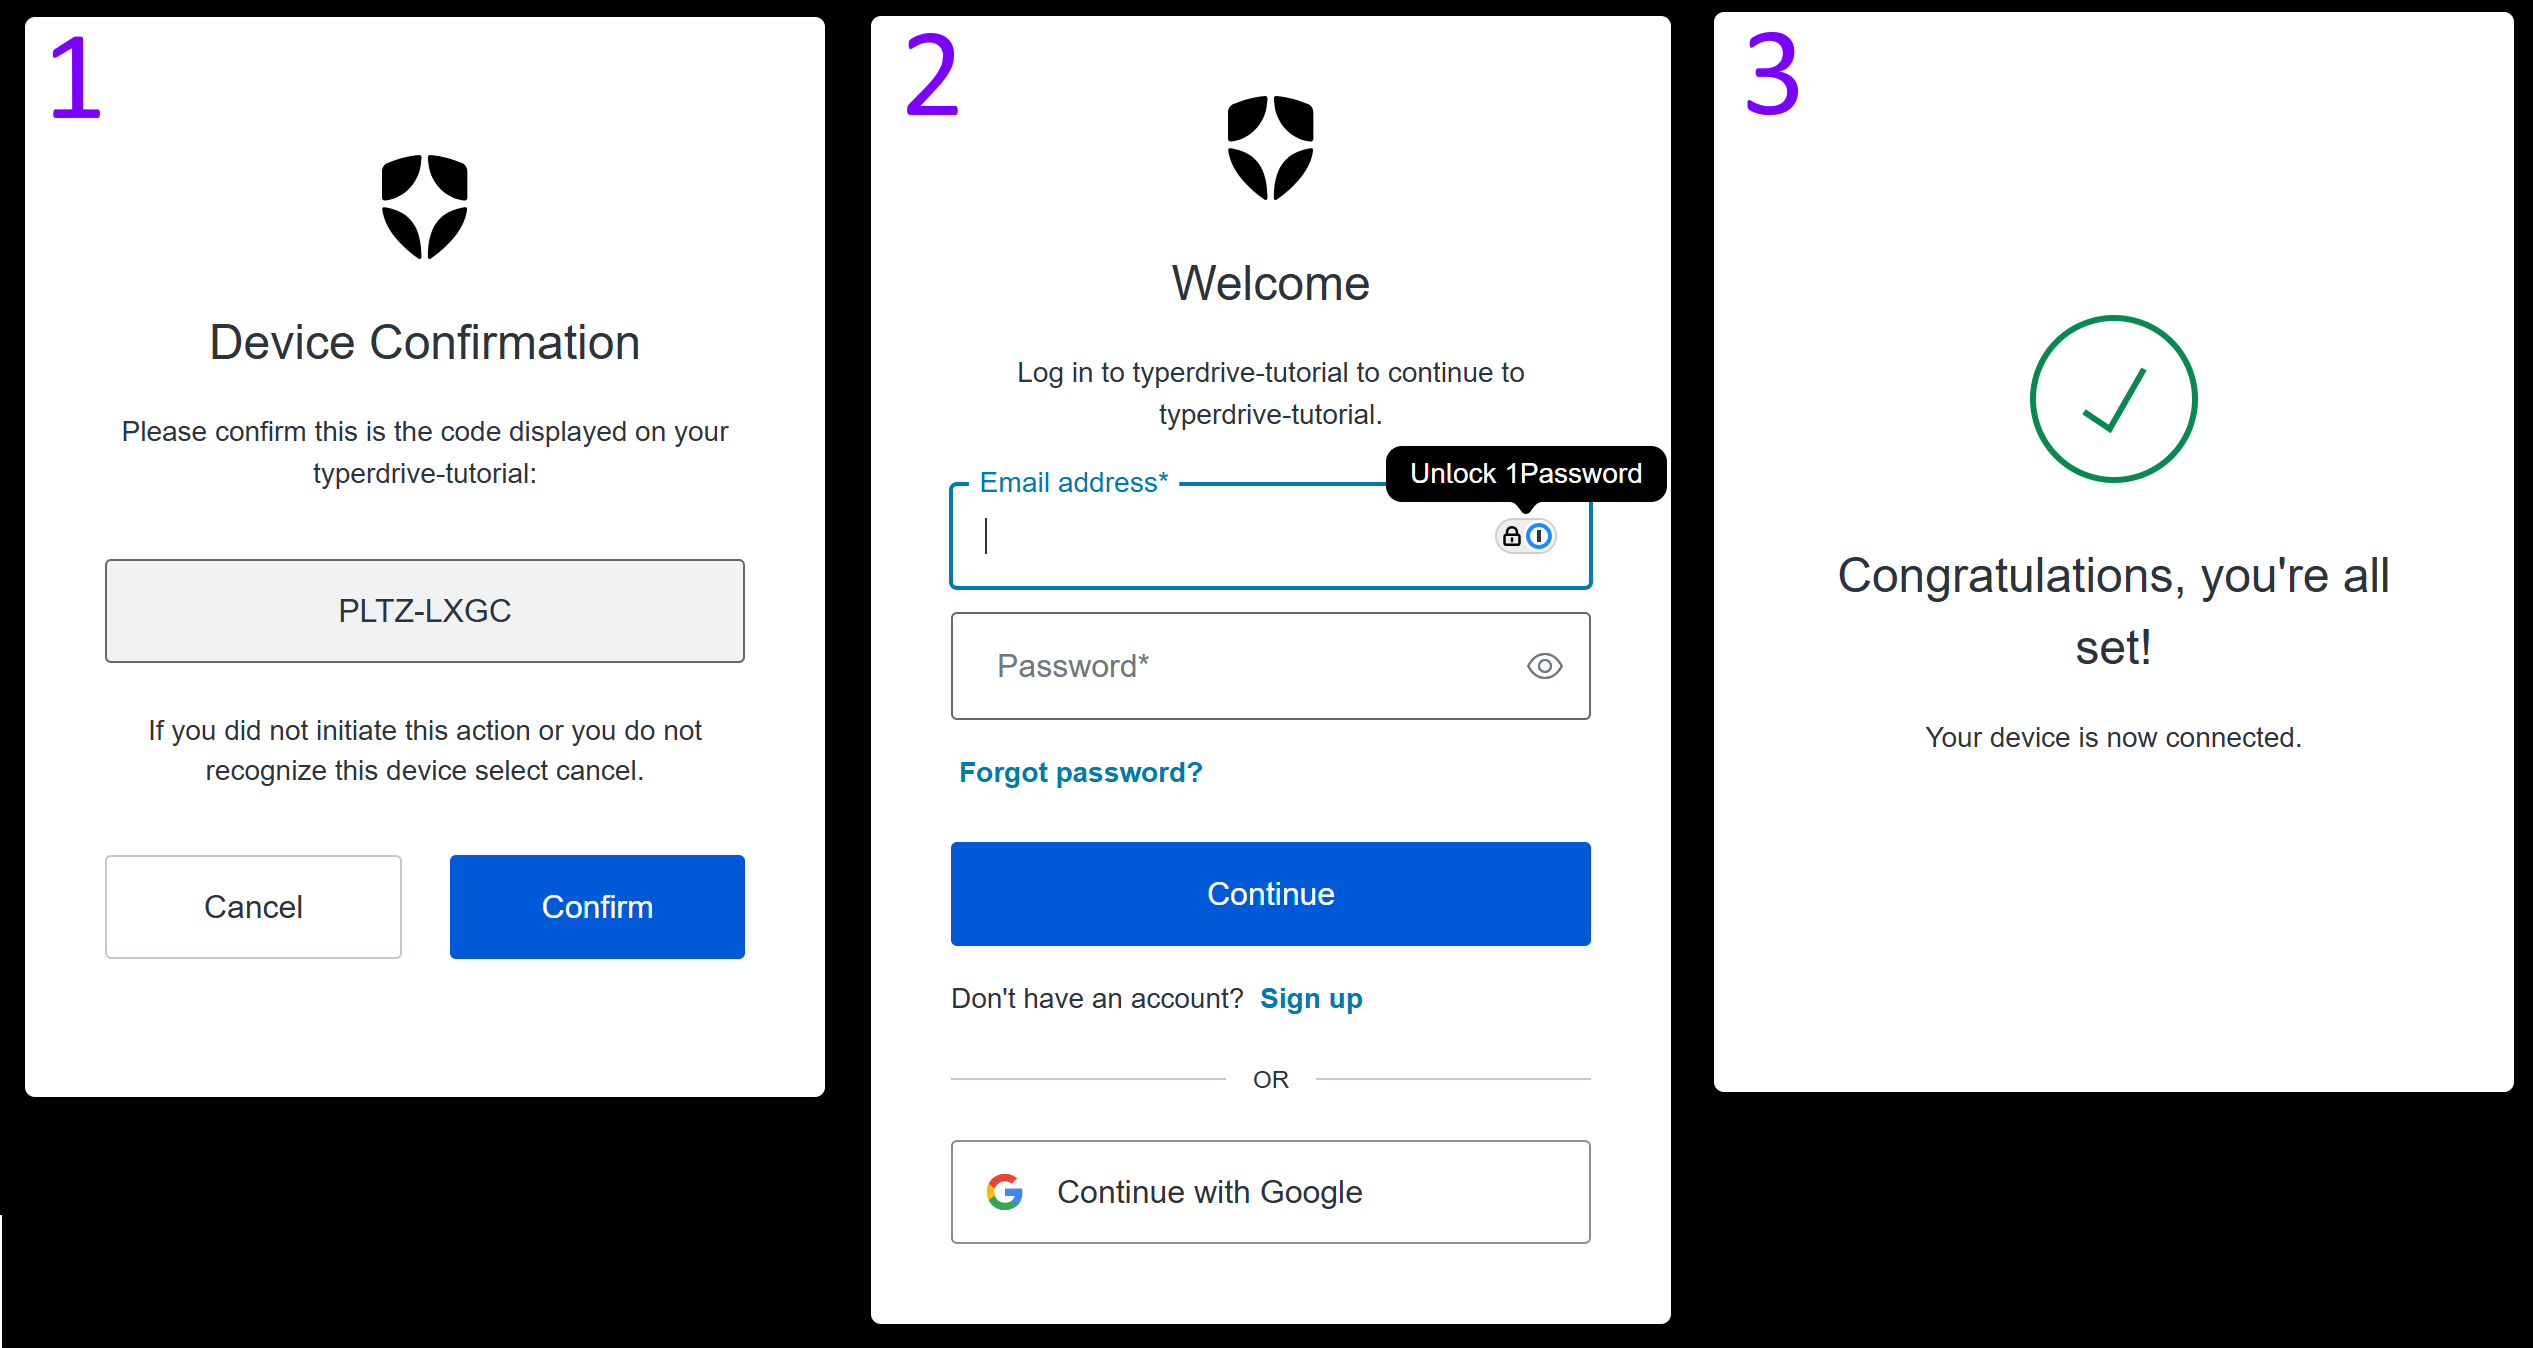 1
Device Confirmation
Please confirm this is the code displayed on your
typerdrive-tutorial:
PLTZ-LXGC
If you did not initiate this action or you do not
recognize this device select cancel.
Cancel
Confirm
2
Welcome
Log in to typerdrive-tutorial to continue to
typerdrive-tutorial.
Email address*
Unlock 1Password
Password*
Forgot password?
Continue
Don't have an account? Sign up
OR
Continue with Google
3
Congratulations, you're all
set!
Your device is now connected.